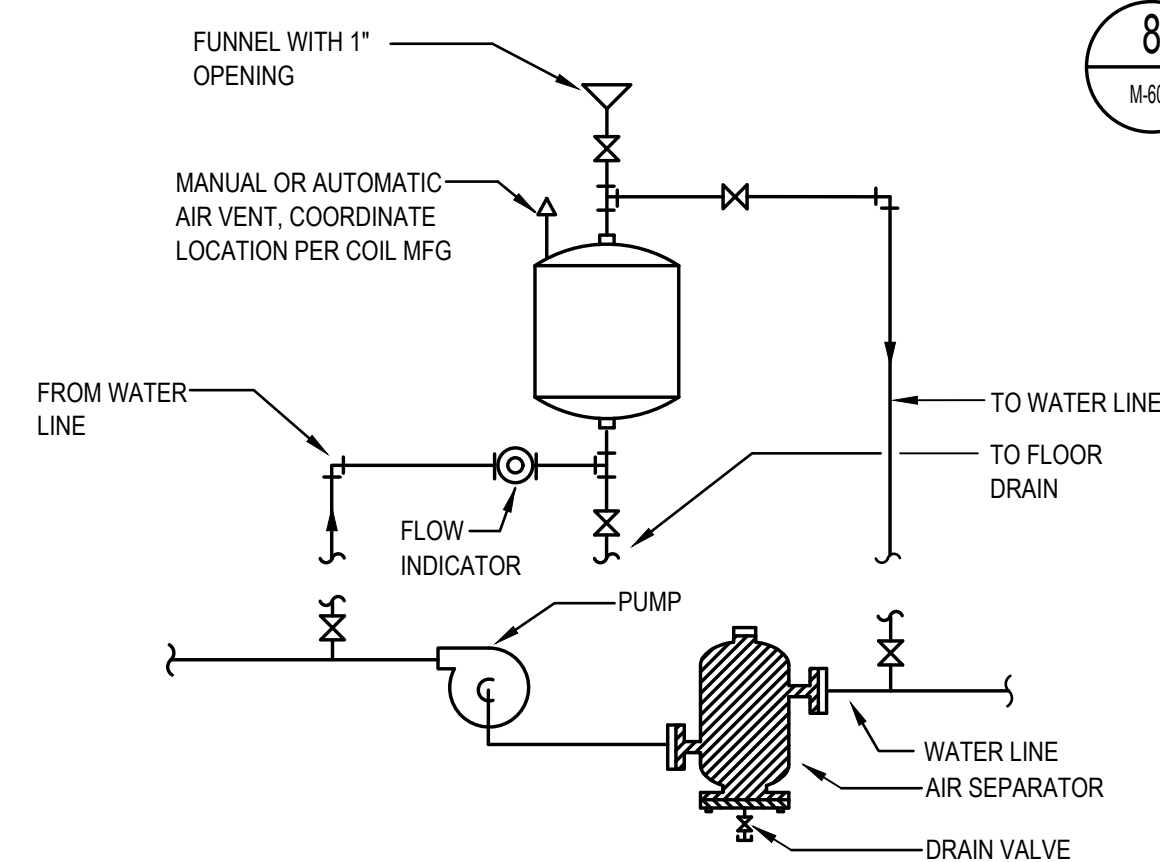 FUNNEL WITH 1"
OPENING
8
MANUAL OR AUTOMATIC
AIR VENT, COORDINATE
LOCATION PER COIL MFG
FROM WATER
LINE
TO WATER LINE
TO FLOOR
DRAIN
FLOW
INDICATOR
PUMP
WATER LINE
AIR SEPARATOR
DRAIN VALVE